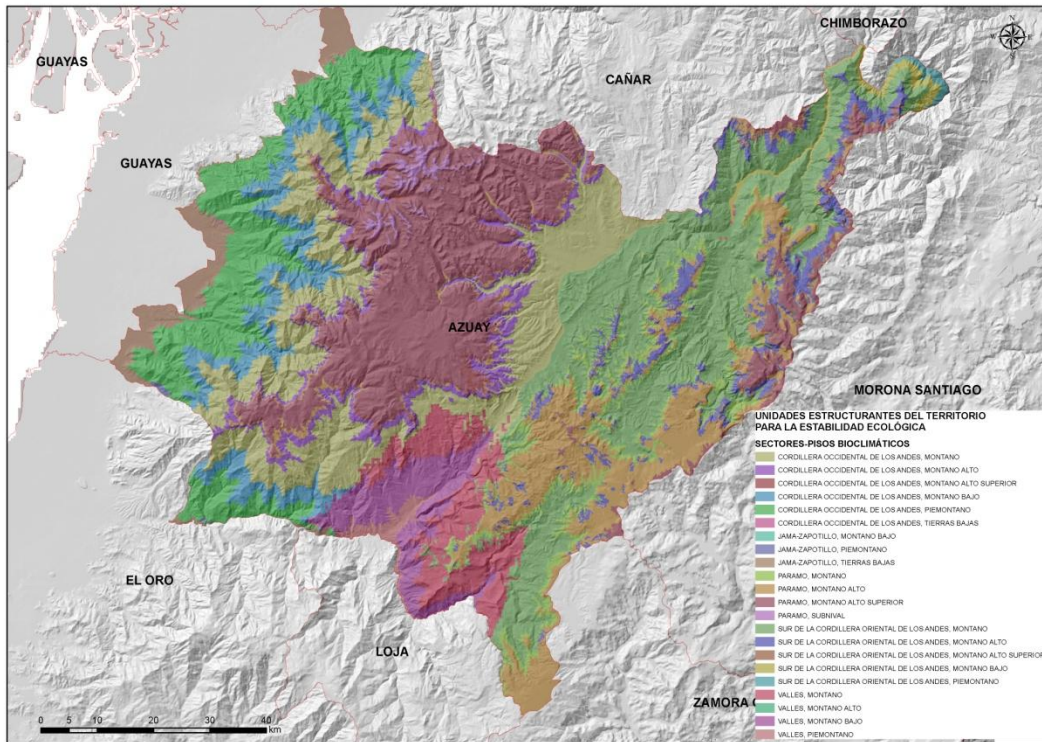 CHIMBORAZO
N
W E
S
GUAYAS
CAÑAR
GUAYAS
AZUAY
MORONA SANTIAGO
EL ORO
LOJA
ZAMORA C
0 5 10 20 30 40
km
UNIDADES ESTRUCTURANTES DEL TERRITORIO
PARA LA ESTABILIDAD ECOLÓGICA
SECTORES-PISOS BIOCLIMÁTICOS
CORDILLERA OCCIDENTAL DE LOS ANDES, MONTANO
CORDILLERA OCCIDENTAL DE LOS ANDES, MONTANO ALTO
CORDILLERA OCCIDENTAL DE LOS ANDES, MONTANO ALTO SUPERIOR
CORDILLERA OCCIDENTAL DE LOS ANDES, MONTANO BAJO
CORDILLERA OCCIDENTAL DE LOS ANDES, PIEMONTANO
CORDILLERA OCCIDENTAL DE LOS ANDES, TIERRAS BAJAS
JAMA-ZAPOTILLO, MONTANO BAJO
JAMA-ZAPOTILLO, PIEMONTANO
JAMA-ZAPOTILLO, TIERRAS BAJAS
PARAMO, MONTANO
PARAMO, MONTANO ALTO
PARAMO, MONTANO ALTO SUPERIOR
PARAMO, SUBNIVAL
SUR DE LA CORDILLERA ORIENTAL DE LOS ANDES, MONTANO
SUR DE LA CORDILLERA ORIENTAL DE LOS ANDES, MONTANO ALTO
SUR DE LA CORDILLERA ORIENTAL DE LOS ANDES, MONTANO ALTO SUPERIOR
SUR DE LA CORDILLERA ORIENTAL DE LOS ANDES, MONTANO BAJO
SUR DE LA CORDILLERA ORIENTAL DE LOS ANDES, PIEMONTANO
VALLES, MONTANO
VALLES, MONTANO ALTO
VALLES, MONTANO BAJO
VALLES, PIEMONTANO